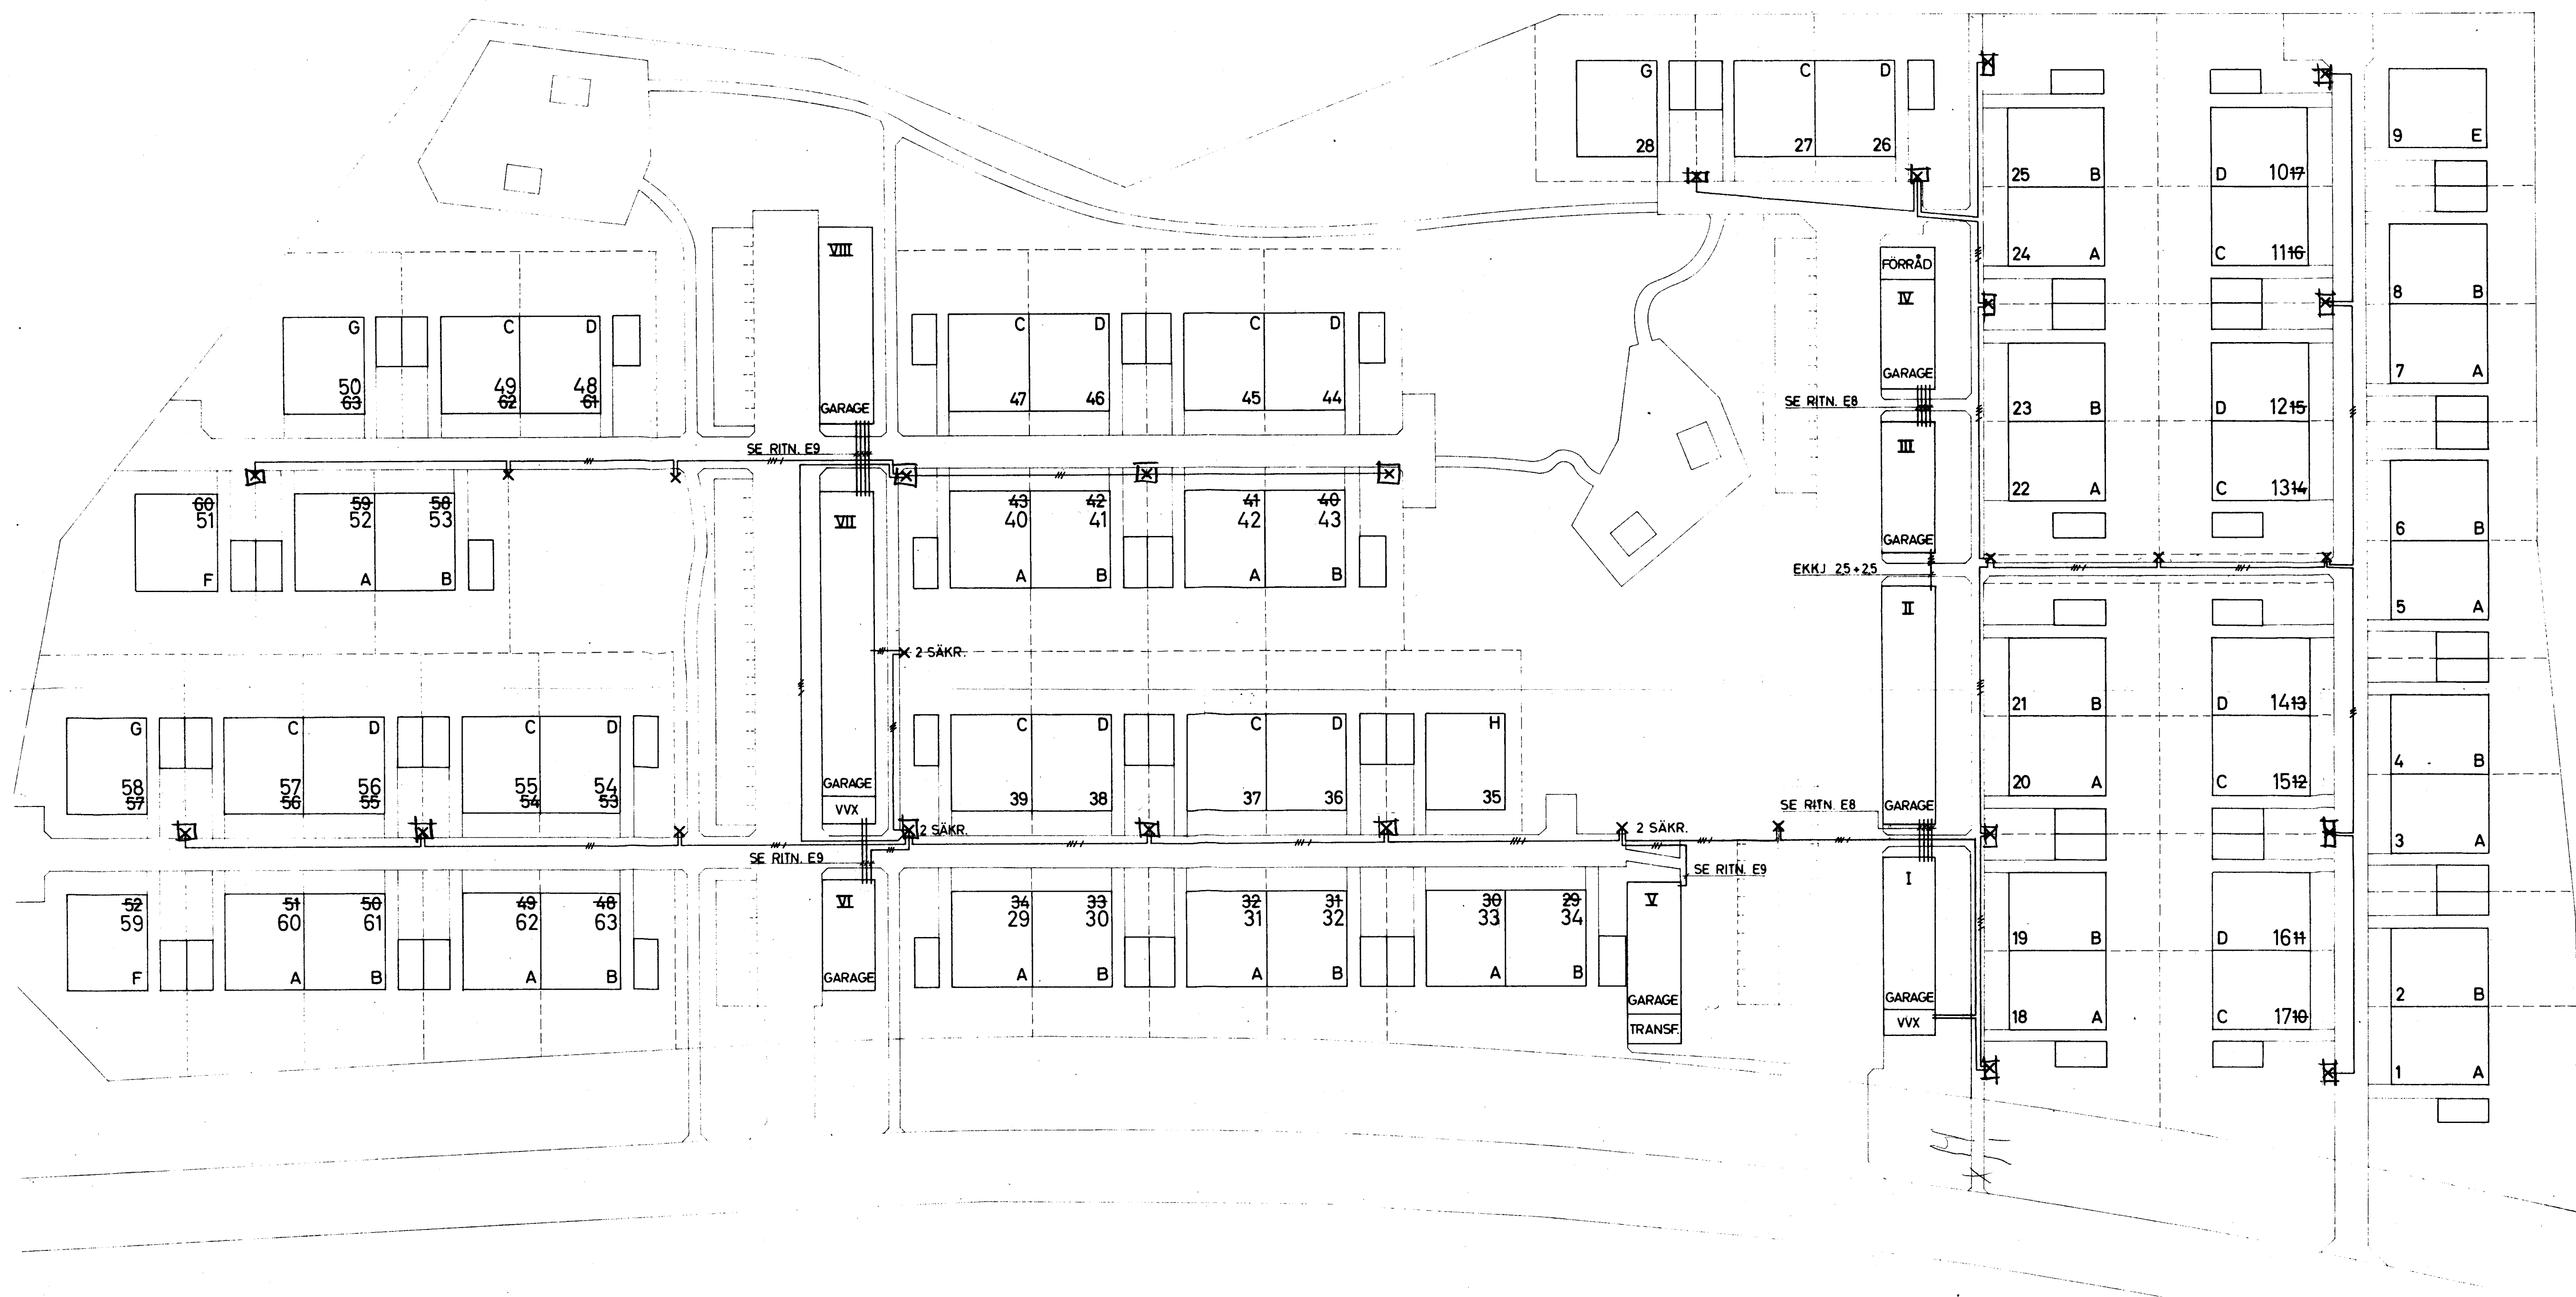 G C D
28 27 26
9 E
25 B D 10 17
24 A C 11 16
8 B
7 A
VIII
FÖRRÅD
IV
GARAGE
G C D
50 49 48
63 62 61
GARAGE
C D C D
47 46 45 44
SE RITN. E8
23 B D 12 15
22 A C 13 14
SE RITN. E9
III
GARAGE
60 59 58
51 52 53
F A B
VII
43 42 41 40
40 41 42 43
A B A B
6 B
5 A
EKKJ 2,5+2,5
II
2 SÄKR.
21 B D 14 13
20 A C 15 12
4 B
3 A
G C D C D
58 57 56 55 54
57 56 55 54 53
GARAGE
VVX
C D C D H
39 38 37 36 35
SE RITN. E8
GARAGE
2 SÄKR.
2 SÄKR.
SE RITN. E9
SE RITN. E9
I
52 51 50 49 48
59 60 61 62 63
F A B A B
VI
GARAGE
34 33 32 31 30 29
29 30 31 32 33 34
A B A B A B
V
GARAGE
TRANSF.
GARAGE
VVX
19 B D 16 11
18 A C 17 10
2 B
1 A